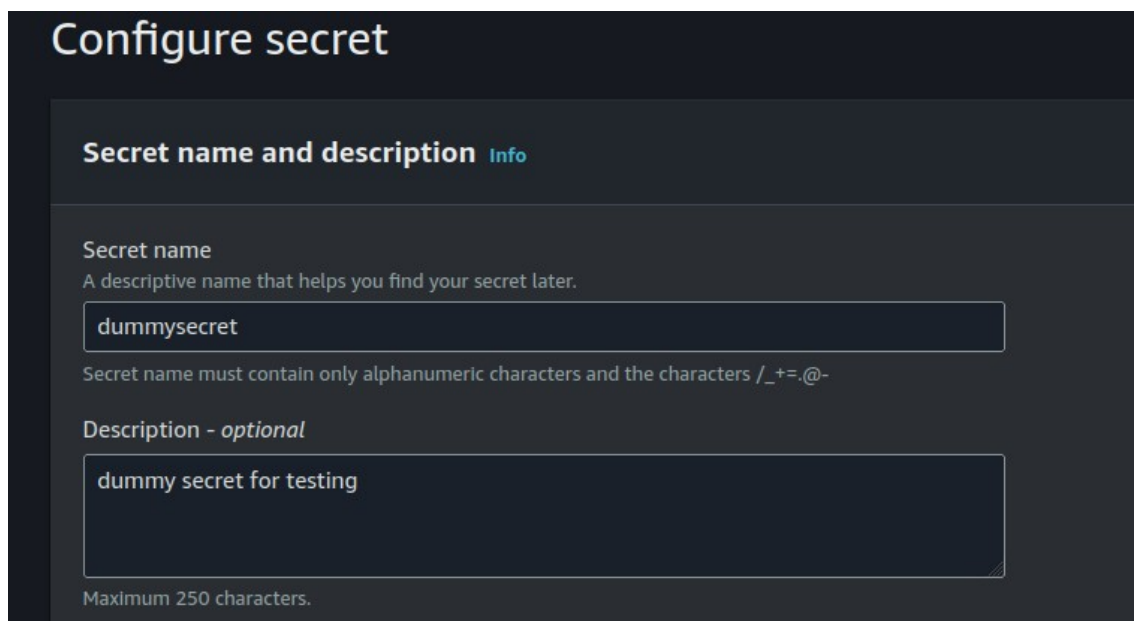 Configure secret
Secret name and description Info
Secret name
A descriptive name that helps you find your secret later.
dummysecret
Secret name must contain only alphanumeric characters and the characters /_+=.@-
Description - optional
dummy secret for testing
Maximum 250 characters.